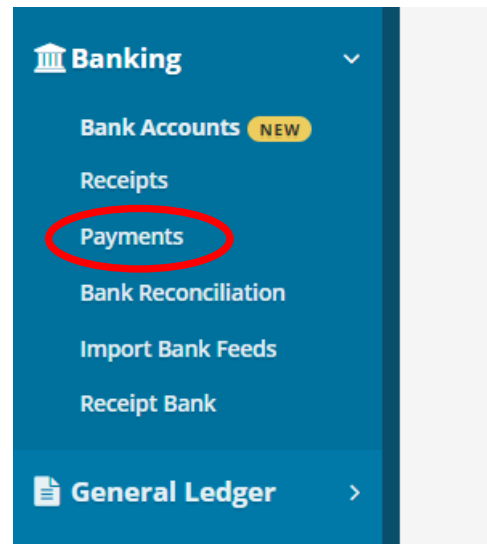 Banking
Bank Accounts NEW
Receipts
Payments
Bank Reconciliation
Import Bank Feeds
Receipt Bank
General Ledger